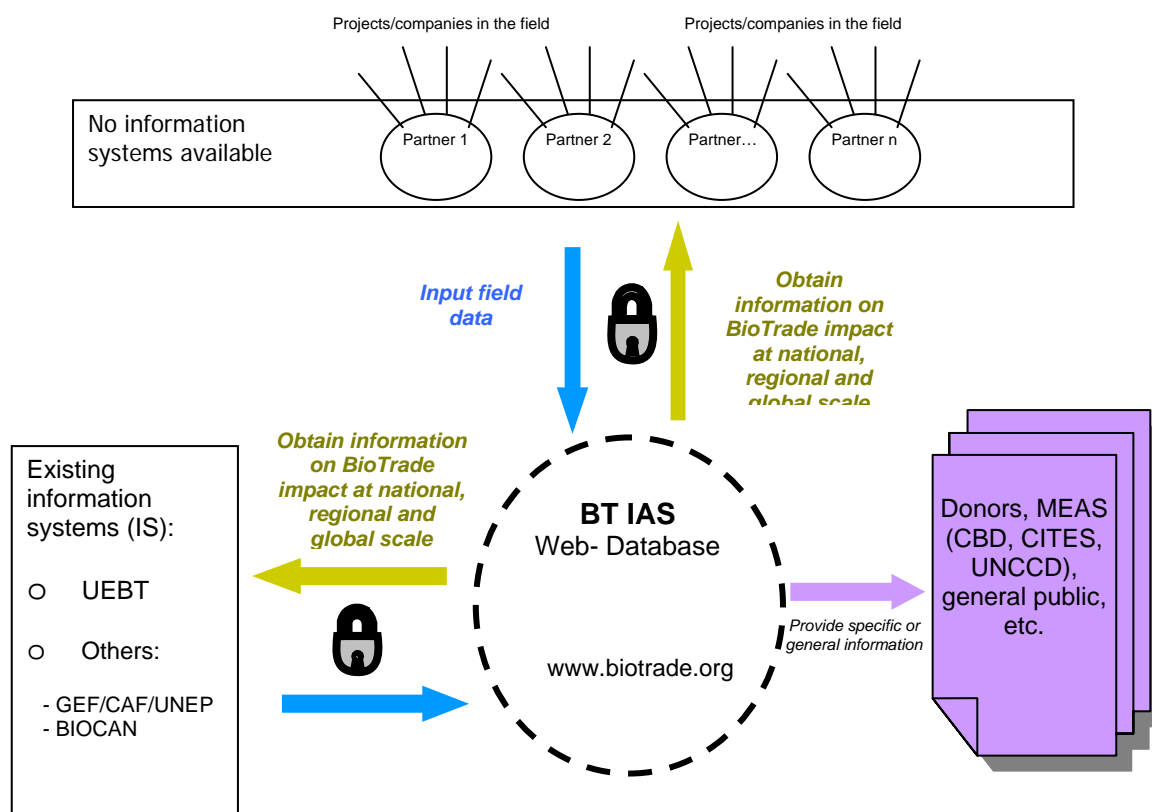 Projects/companies in the field
Projects/companies in the field
No information
systems available
Partner 1
Partner 2
Partner…
Partner n
Input field
data
Obtain
information on
BioTrade impact
at national,
regional and
global scale
Obtain information
on BioTrade
impact at national,
regional and
global scale
Existing
information
systems (IS):
o UEBT
o Others:
- GEF/CAF/UNEP
- BIOCAN
BT IAS
Web- Database
www.biotrade.org
Provide specific or
general information
Donors, MEAS
(CBD, CITES,
UNCCD),
general public,
etc.